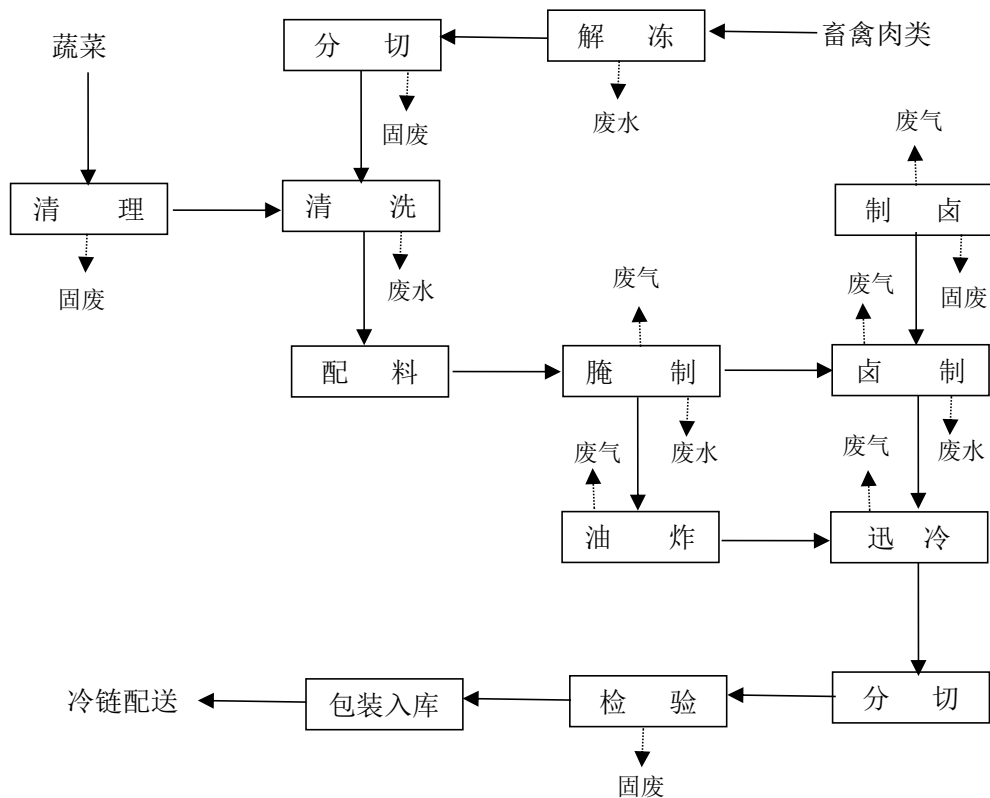 蔬菜
分 切
解 冻
畜禽肉类
固废
废水
废气
清 理
清 洗
制 卤
固废
废水
废气
废气
固废
配 料
腌 制
卤 制
废气
废水
废气
废水
油 炸
迅 冷
冷链配送
包装入库
检 验
分 切
固废